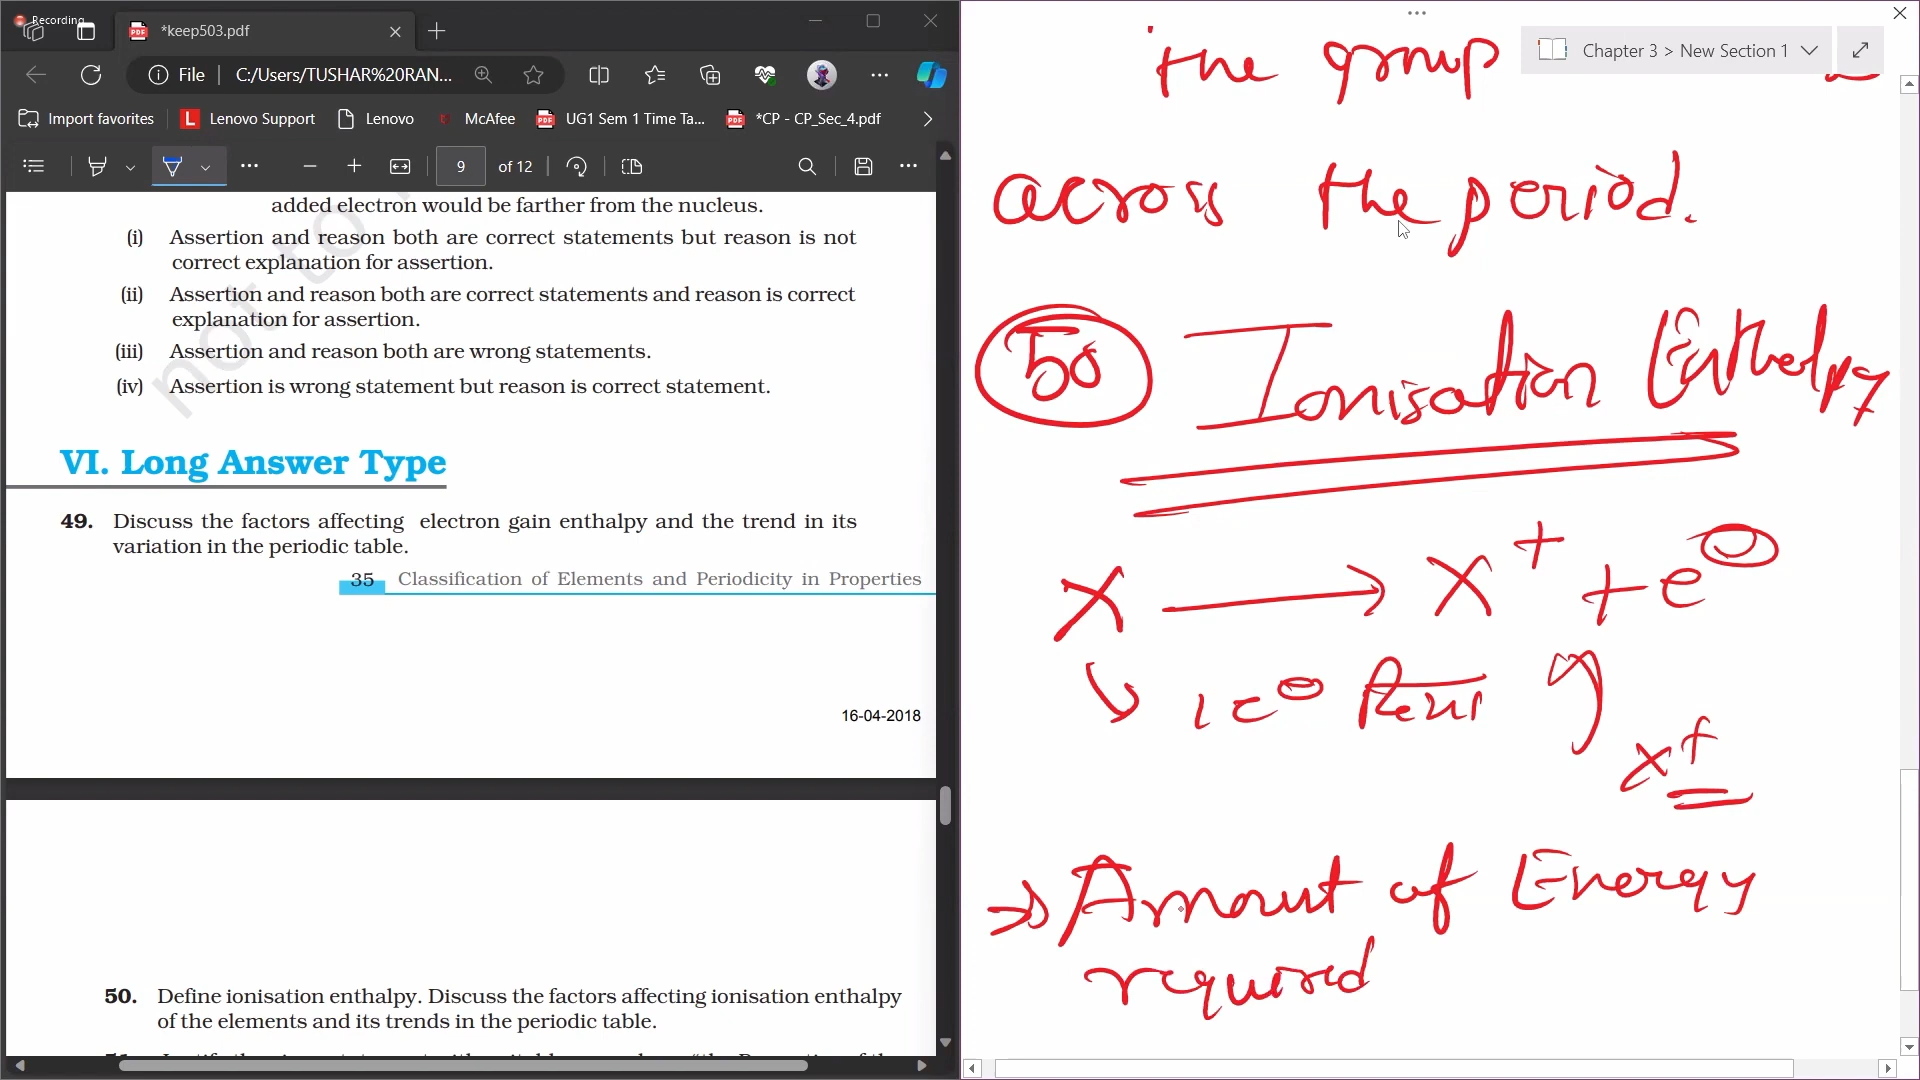 Recording
*keep503.pdf
File C:/Users/TUSHAR%20RAN...
Import favorites Lenovo Support Lenovo McAfee UG1 Sem 1 Time Ta... *CP - CP_Sec_4.pdf
9 of 12
added electron would be farther from the nucleus.
(i) Assertion and reason both are correct statements but reason is not
correct explanation for assertion.
(ii) Assertion and reason both are correct statements and reason is correct
explanation for assertion.
(iii) Assertion and reason both are wrong statements.
(iv) Assertion is wrong statement but reason is correct statement.
not to
VI. Long Answer Type
49. Discuss the factors affecting electron gain enthalpy and the trend in its
variation in the periodic table.
35 Classification of Elements and Periodicity in Properties
16-04-2018
50. Define ionisation enthalpy. Discuss the factors affecting ionisation enthalpy
of the elements and its trends in the periodic table.
Chapter 3 > New Section 1
the group
across the period.
50 Ionisation Enthalpy
X → X+ + e⊖
x+
⇒ Amount of Energy
required